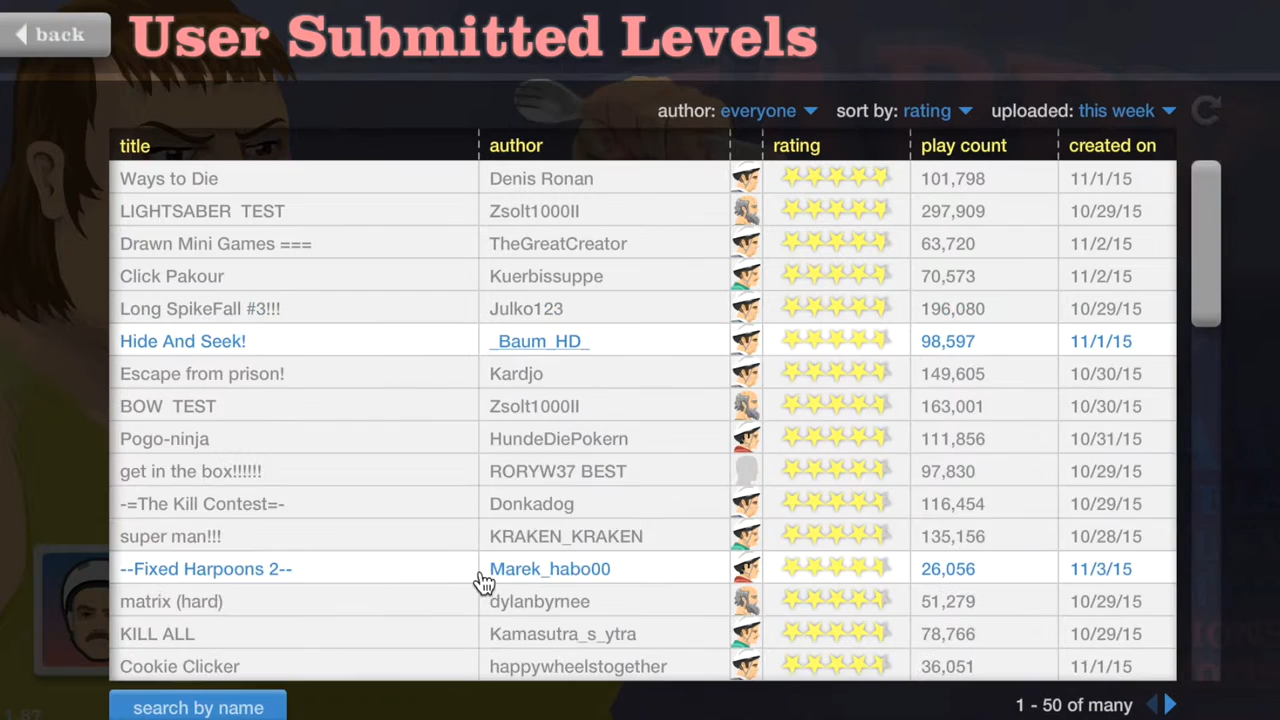 back
User Submitted Levels
author: everyone sort by: rating uploaded: this week
title author rating play count created on
Ways to Die Denis Ronan 101,798 11/1/15
LIGHTSABER TEST Zsolt1000II 297,909 10/29/15
Drawn Mini Games === TheGreatCreator 63,720 11/2/15
Click Pakour Kuerbissuppe 70,573 11/2/15
Long SpikeFall #3!!! Julko123 196,080 10/29/15
Hide And Seek! _Baum_HD_ 98,597 11/1/15
Escape from prison! Kardjo 149,605 10/30/15
BOW TEST Zsolt1000II 163,001 10/30/15
Pogo-ninja HundeDiePokern 111,856 10/31/15
get in the box!!!!!! RORYW37 BEST 97,830 10/29/15
-=The Kill Contest=- Donkadog 116,454 10/29/15
super man!!! KRAKEN_KRAKEN 135,156 10/28/15
--Fixed Harpoons 2-- Marek_habo00 26,056 11/3/15
matrix (hard) dylanbyrnee 51,279 10/29/15
KILL ALL Kamasutra_s_ytra 78,766 10/29/15
Cookie Clicker happywheelstogether 36,051 11/1/15
search by name 1 - 50 of many
1.87